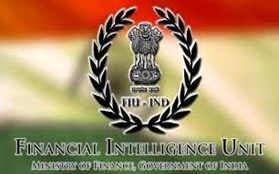 FIU - IND
FINANCIAL INTELLIGENCE UNIT
MINISTRY OF FINANCE, GOVERNMENT OF INDIA